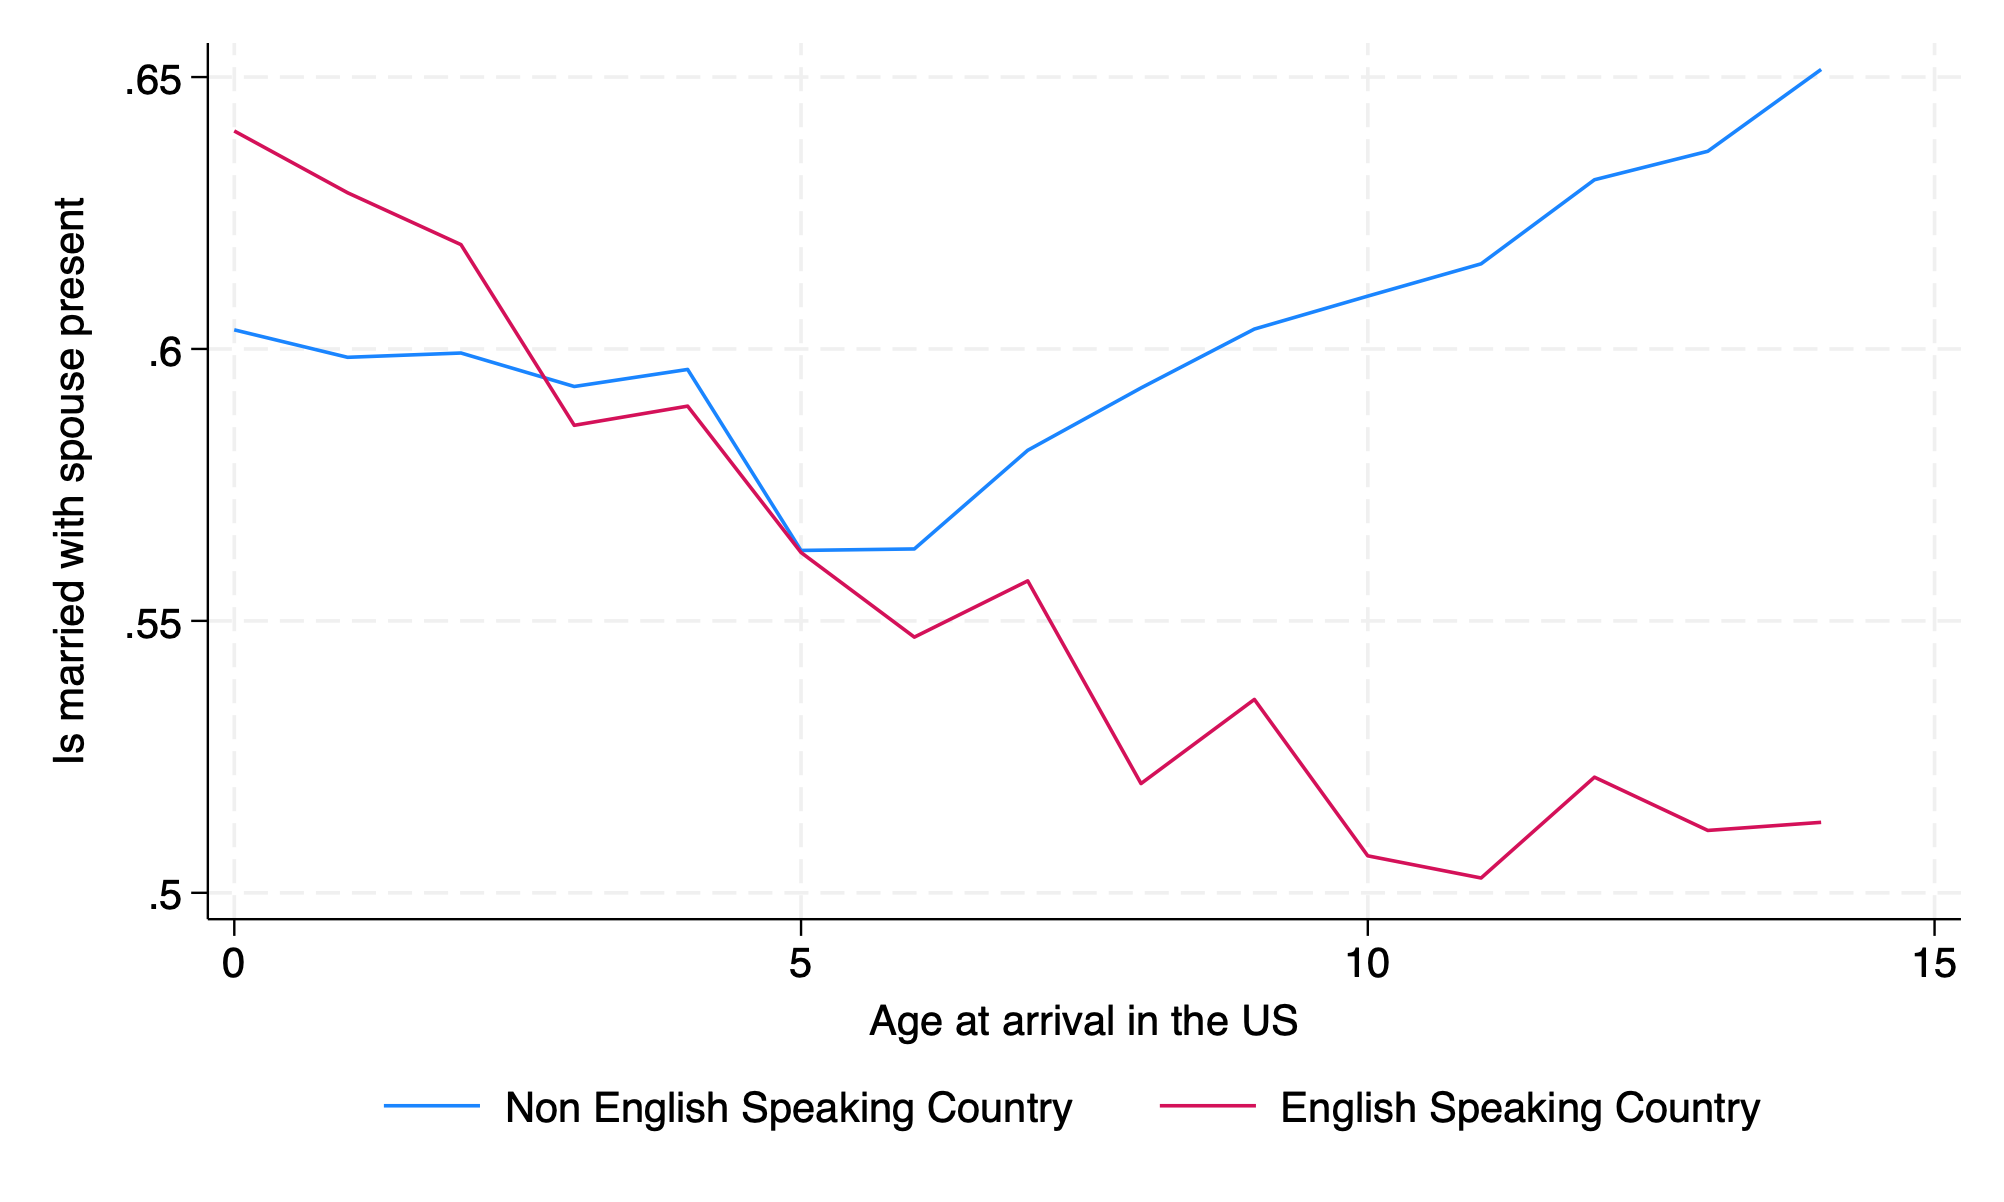 Is married with spouse present
.65
.6
.55
.5
0 5 10 15
Age at arrival in the US
Non English Speaking Country English Speaking Country